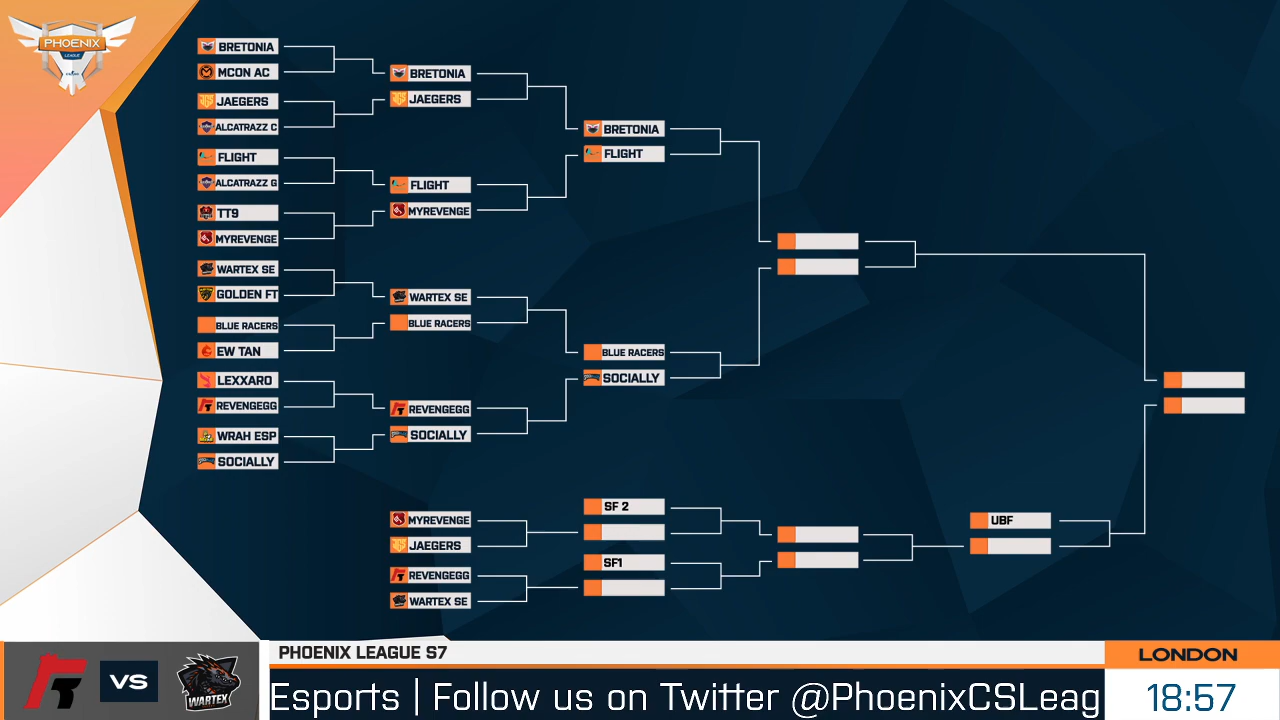 PHOENIX
LEAGUE
BRETONIA
MCON AC
JAEGERS
ALCATRAZZ C
FLIGHT
ALCATRAZZ G
TT9
MYREVENGE
WARTEX SE
GOLDEN FT
BLUE RACERS
EW TAN
LEXXARO
REVENGEGG
WRAH ESP
SOCIALLY
BRETONIA
JAEGERS
FLIGHT
MYREVENGE
WARTEX SE
BLUE RACERS
REVENGEGG
SOCIALLY
BRETONIA
FLIGHT
BLUE RACERS
SOCIALLY
MYREVENGE
JAEGERS
REVENGEGG
WARTEX SE
SF 2
SF1
UBF
VS
WARTEX
PHOENIX LEAGUE S7
Esports | Follow us on Twitter @PhoenixCSLeag
LONDON
18:57